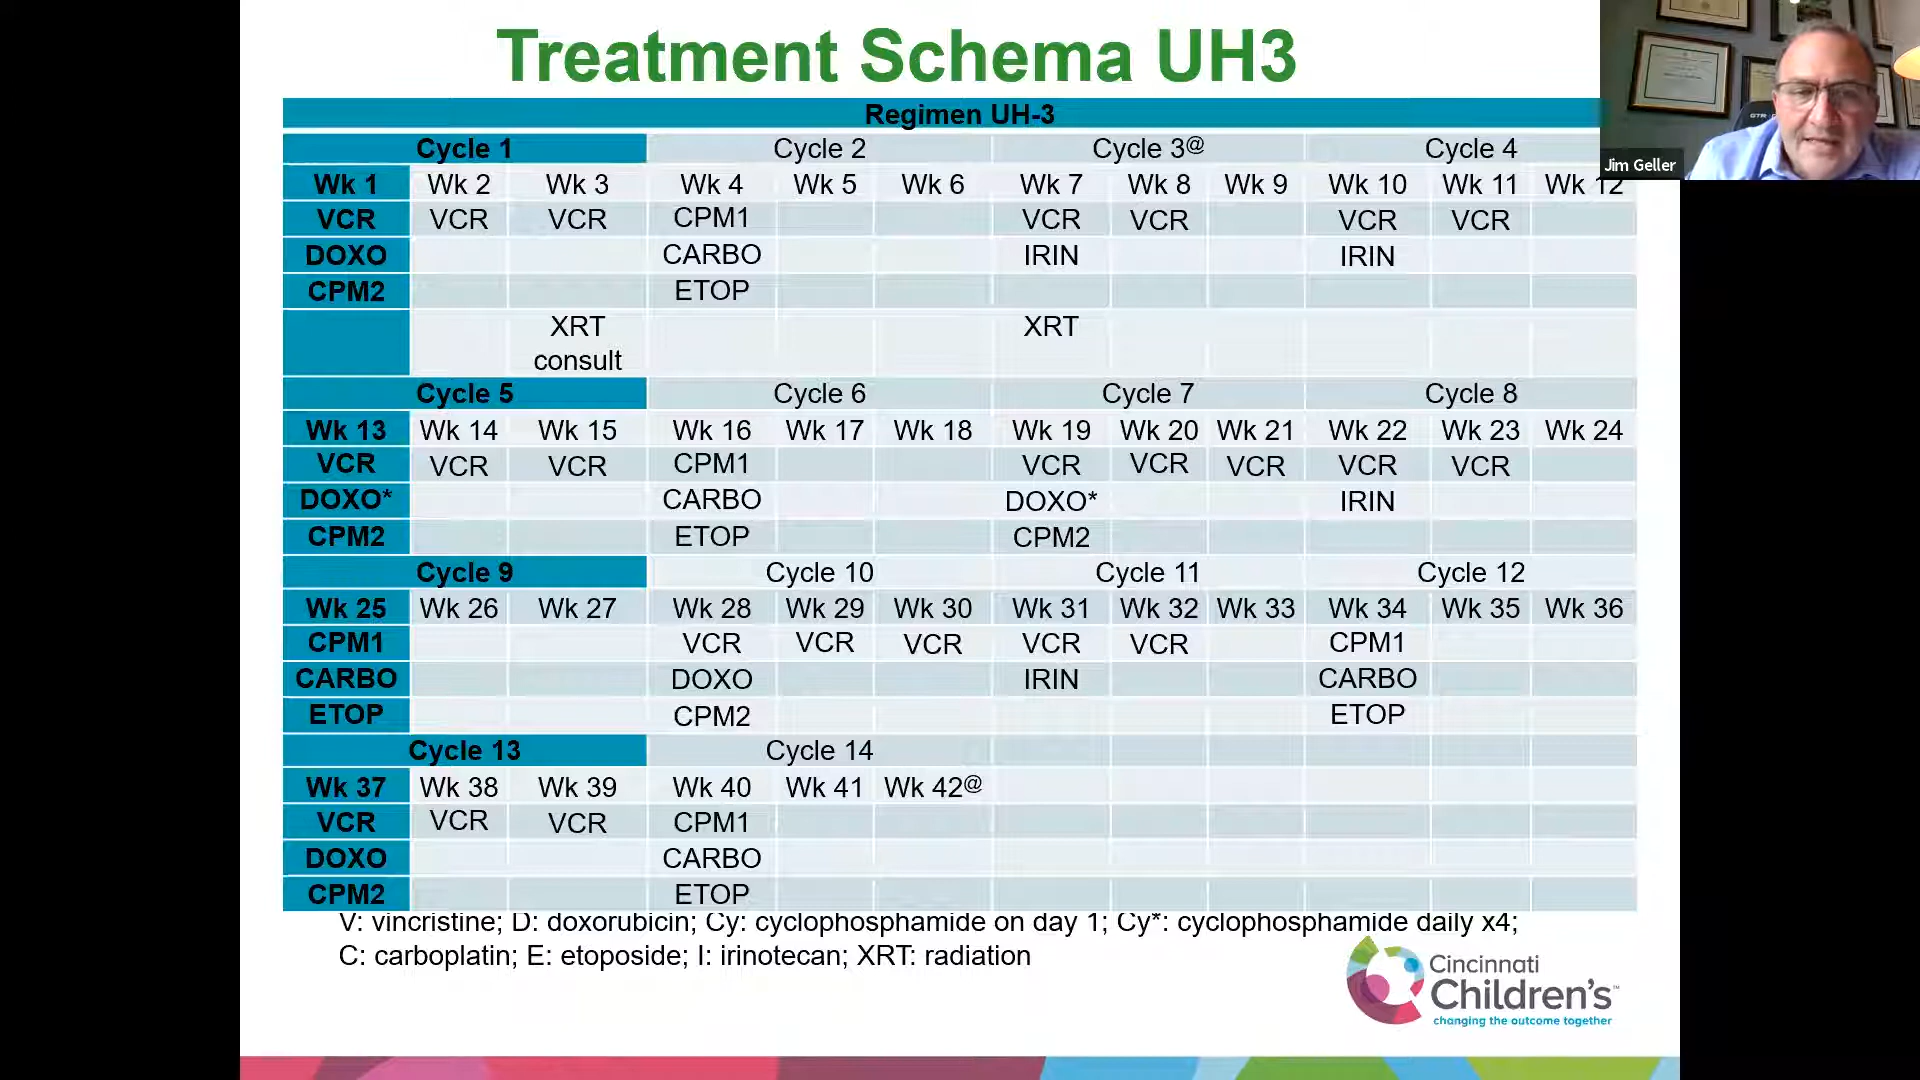 Treatment Schema UH3
Regimen UH-3
Cycle 1 Cycle 2 Cycle 3@ Cycle 4
Wk 1 Wk 2 Wk 3 Wk 4 Wk 5 Wk 6 Wk 7 Wk 8 Wk 9 Wk 10 Wk 11 Wk 12
VCR VCR VCR CPM1 VCR VCR VCR VCR
DOXO CARBO IRIN IRIN
CPM2 ETOP
XRT consult XRT
Cycle 5 Cycle 6 Cycle 7 Cycle 8
Wk 13 Wk 14 Wk 15 Wk 16 Wk 17 Wk 18 Wk 19 Wk 20 Wk 21 Wk 22 Wk 23 Wk 24
VCR VCR VCR CPM1 VCR VCR VCR VCR VCR
DOXO* CARBO DOXO* IRIN
CPM2 ETOP CPM2
Cycle 9 Cycle 10 Cycle 11 Cycle 12
Wk 25 Wk 26 Wk 27 Wk 28 Wk 29 Wk 30 Wk 31 Wk 32 Wk 33 Wk 34 Wk 35 Wk 36
CPM1 VCR VCR VCR VCR VCR CPM1
CARBO DOXO IRIN CARBO
ETOP CPM2 ETOP
Cycle 13 Cycle 14
Wk 37 Wk 38 Wk 39 Wk 40 Wk 41 Wk 42@
VCR VCR VCR CPM1
DOXO CARBO
CPM2 ETOP
V: vincristine; D: doxorubicin; Cy: cyclophosphamide on day 1; Cy*: cyclophosphamide daily x4;
C: carboplatin; E: etoposide; I: irinotecan; XRT: radiation
Cincinnati
Children's™
changing the outcome together
Jim Geller